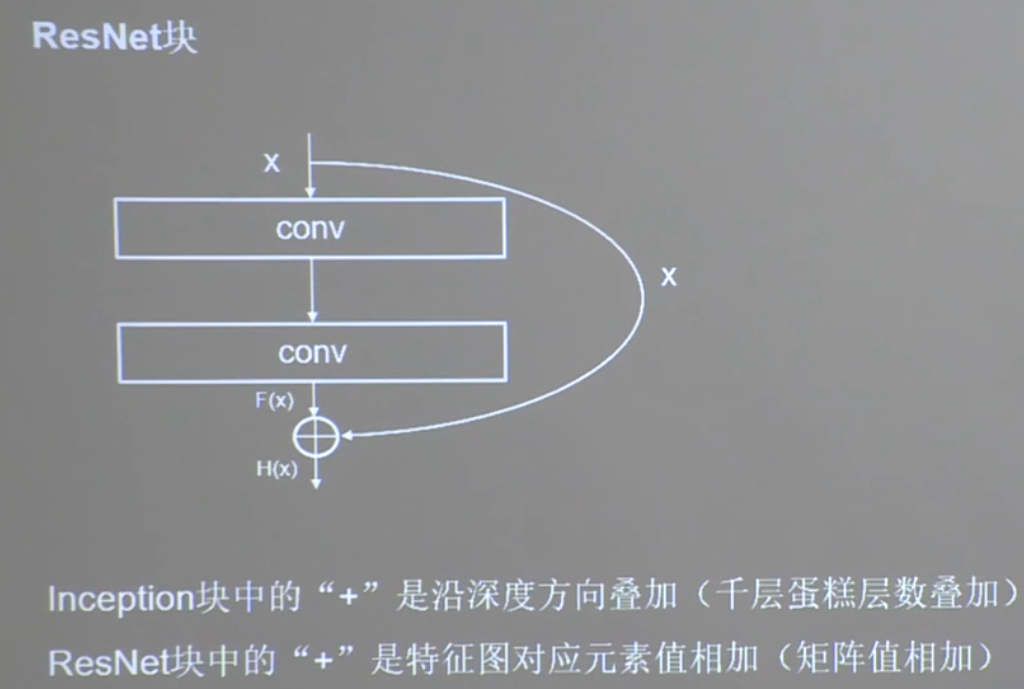 ResNet块
x
conv
x
conv
F(x)
H(x)
Inception块中的“+”是沿深度方向叠加（千层蛋糕层数叠加）
ResNet块中的“+”是特征图对应元素值相加（矩阵值相加）